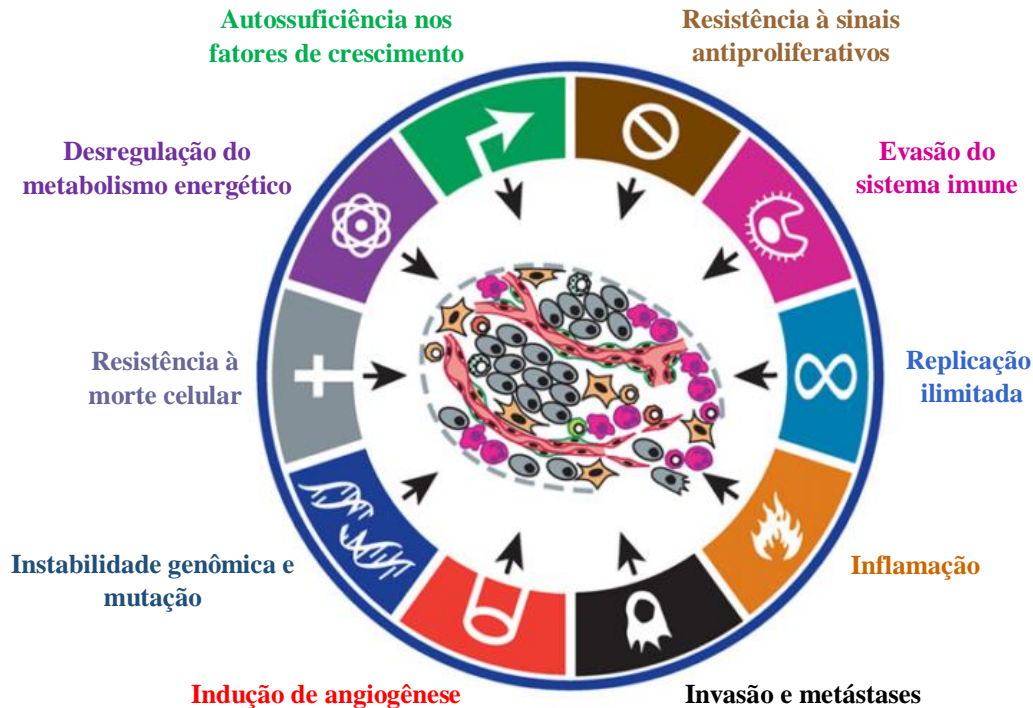 Autossuficiência nos
fatores de crescimento
Resistência à sinais
antiproliferativos
Desregulação do
metabolismo energético
Evasão do
sistema imune
Resistência à
morte celular
Replicação
ilimitada
Instabilidade genômica e
mutação
Inflamação
Indução de angiogênese
Invasão e metástases